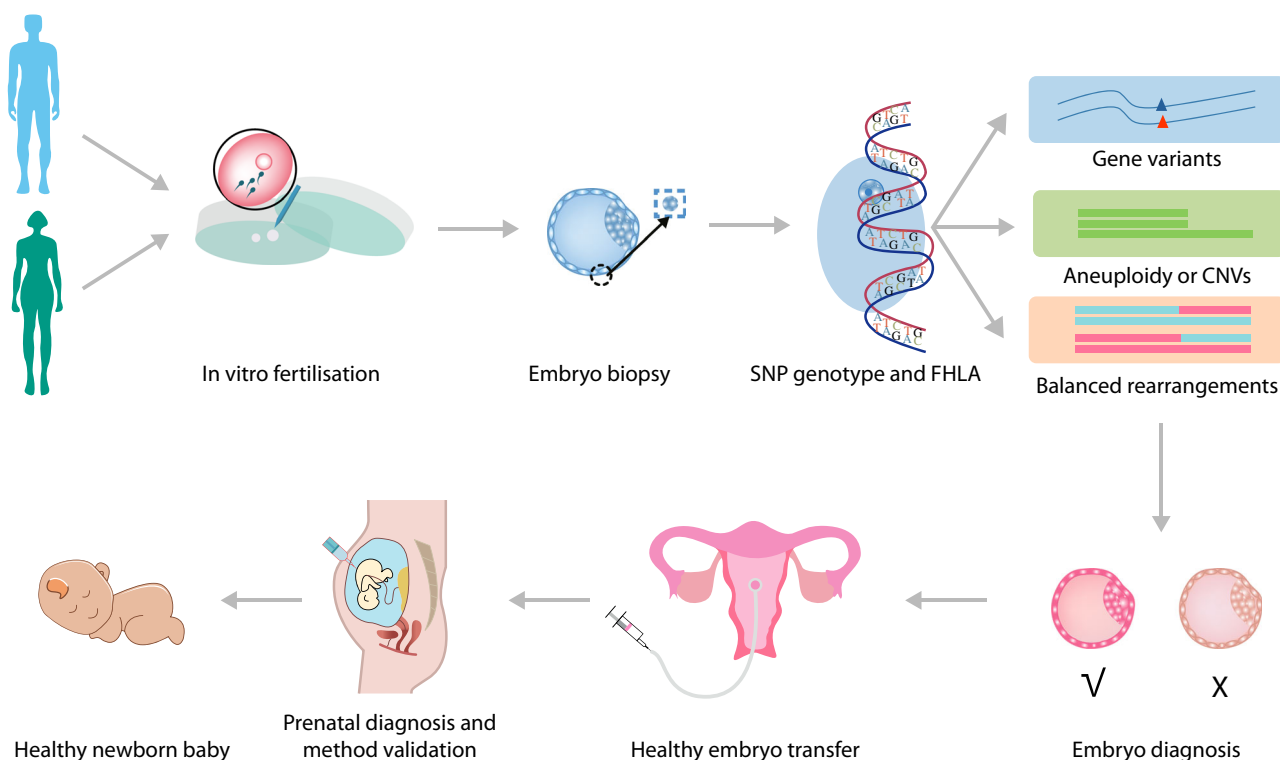 Gene variants
Aneuploidy or CNVs
In vitro fertilisation
Embryo biopsy
SNP genotype and FHLA
Balanced rearrangements
√
X
Healthy newborn baby
Prenatal diagnosis and
method validation
Healthy embryo transfer
Embryo diagnosis